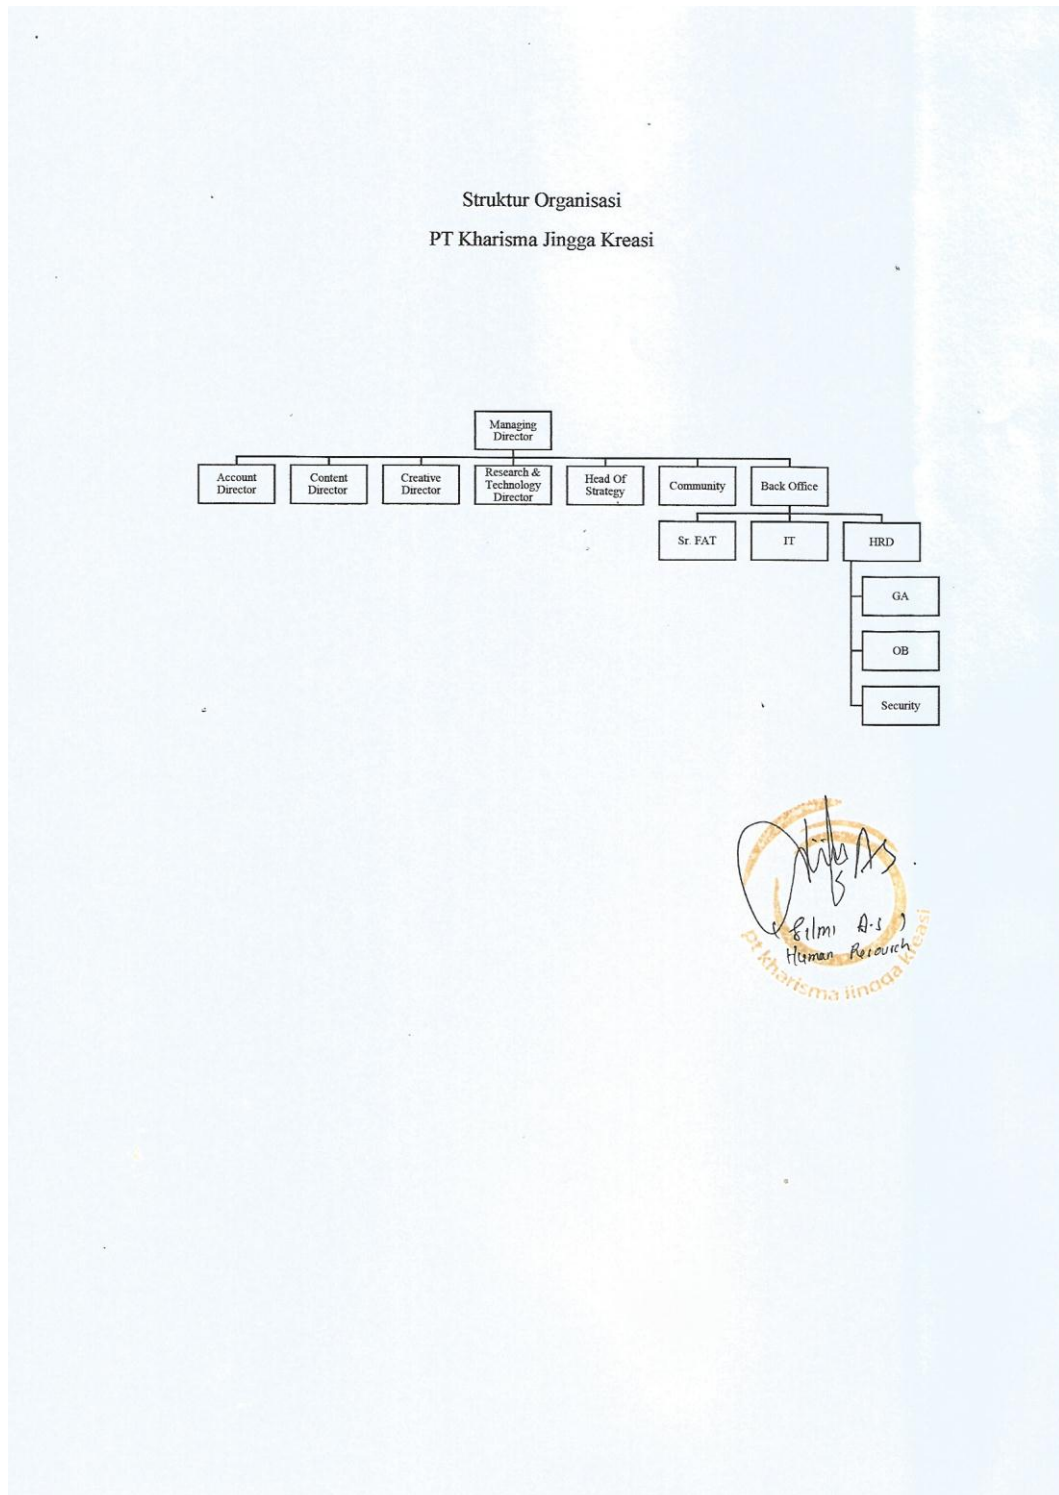 Struktur Organisasi
PT Kharisma Jingga Kreasi
Managing
Director
Account
Director
Content
Director
Creative
Director
Research &
Technology
Director
Head Of
Strategy
Community
Back Office
Sr. FAT
IT
HRD
GA
OB
Security
Filmi A.S )
Human
pt kharisma jingga kreasi